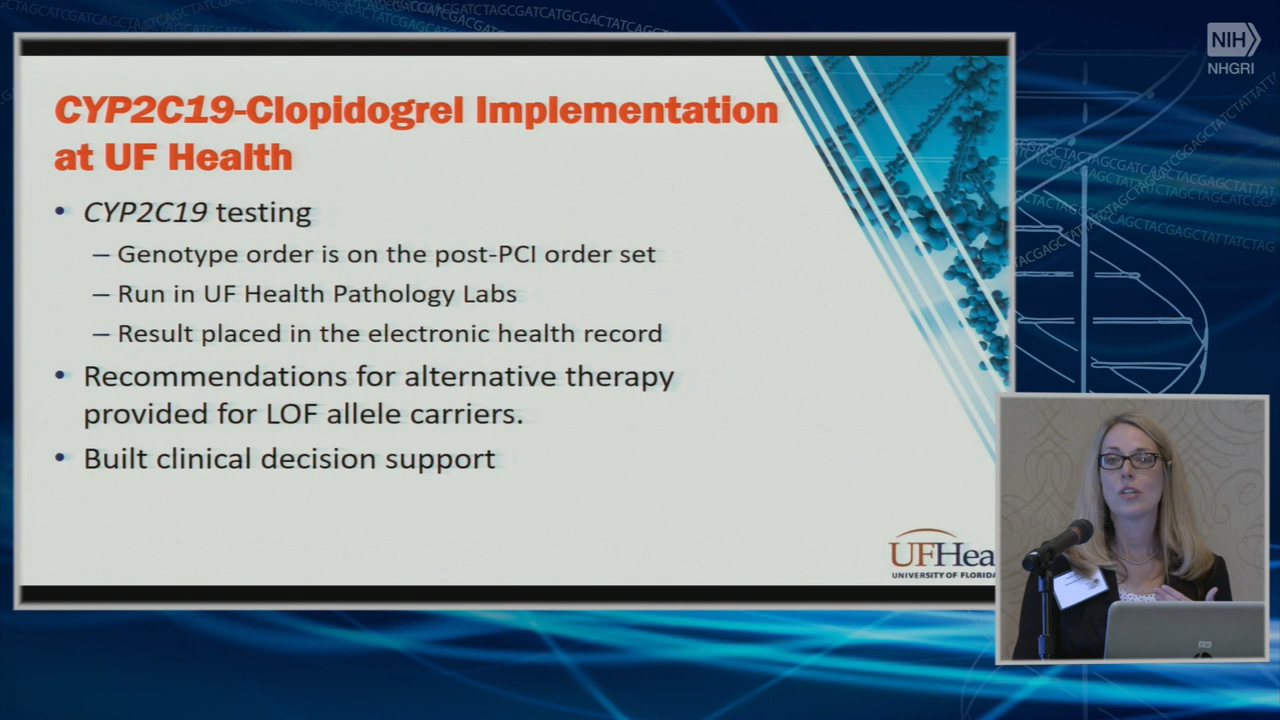 NIH
NHGRI
CYP2C19-Clopidogrel Implementation
at UF Health
• CYP2C19 testing
– Genotype order is on the post-PCI order set
– Run in UF Health Pathology Labs
– Result placed in the electronic health record
• Recommendations for alternative therapy
provided for LOF allele carriers.
• Built clinical decision support
UFHea
UNIVERSITY OF FLORIDA